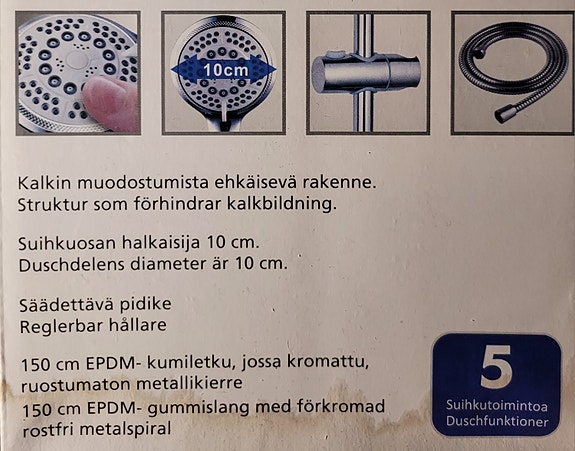 10cm
Kalkin muodostumista ehkäisevä rakenne.
Struktur som förhindrar kalkbildning.
Suihkuosan halkaisija 10 cm.
Duschdelens diameter är 10 cm.
Säädettävä pidike
Reglerbar hållare
150 cm EPDM- kumiletku, jossa kromattu,
ruostumaton metallikierre
150 cm EPDM- gummislang med förkromad
rostfri metalspiral
5
Suihkutoimintoa
Duschfunktioner